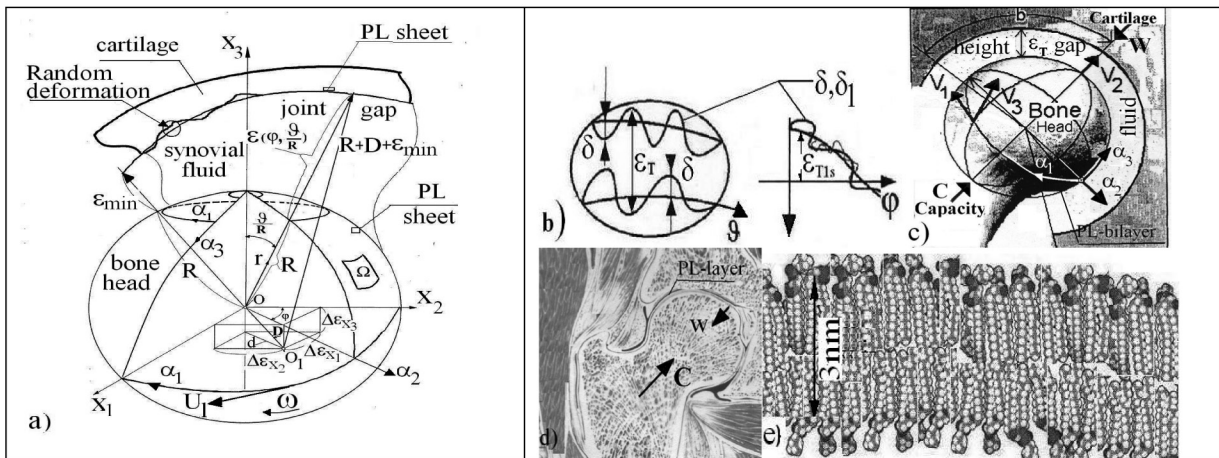 X₃
PL sheet
cartilage
Random
deformation
joint
gap
ε(φ, ϑ/R)
R+D+εmin
synovial
fluid
εmin
PL
sheet
α₁
ϑ/R
α₃
R
r
R
Ω
bone
head
O
X₂
φ
Δεx₃
D
d
Δεx₁
O₁
Δεx₂
α₁
α₂
X₁
U₁
ω
a)
δ, δ₁
δ
εT
δ
εT1s
φ
ϑ
b)
b
Cartilage
W
height
εT
gap
V₁
V₃
V₂
Bone
Head
fluid
α₁
α₃
α₂
C
Capacity
PL-bilayer
c)
PL-layer
W
C
d)
3nm
e)